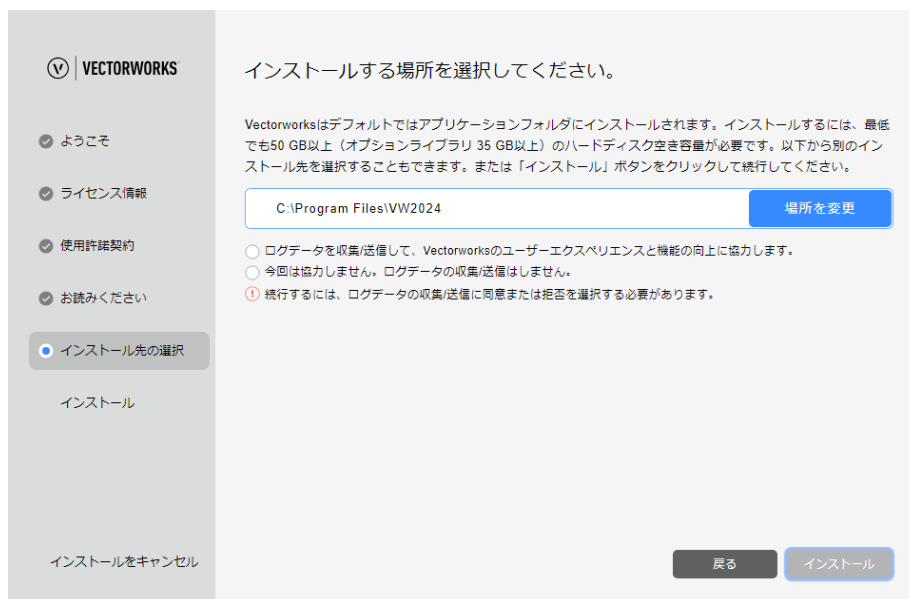 VECTORWORKS
ようこそ
ライセンス情報
使用許諾契約
お読みください
インストール先の選択
インストール
インストールをキャンセル
インストールする場所を選択してください。
Vectorworksはデフォルトではアプリケーションフォルダにインストールされます。インストールするには、最低
でも50 GB以上（オプションライブラリ 35 GB以上）のハードディスク空き容量が必要です。以下から別のイン
ストール先を選択することもできます。または「インストール」ボタンをクリックして続行してください。
C:\Program Files\VW2024
場所を変更
ログデータを収集/送信して、Vectorworksのユーザーエクスペリエンスと機能の向上に協力します。
今回は協力しません。ログデータの収集/送信はしません。
続行するには、ログデータの収集/送信に同意または拒否を選択する必要があります。
戻る
インストール